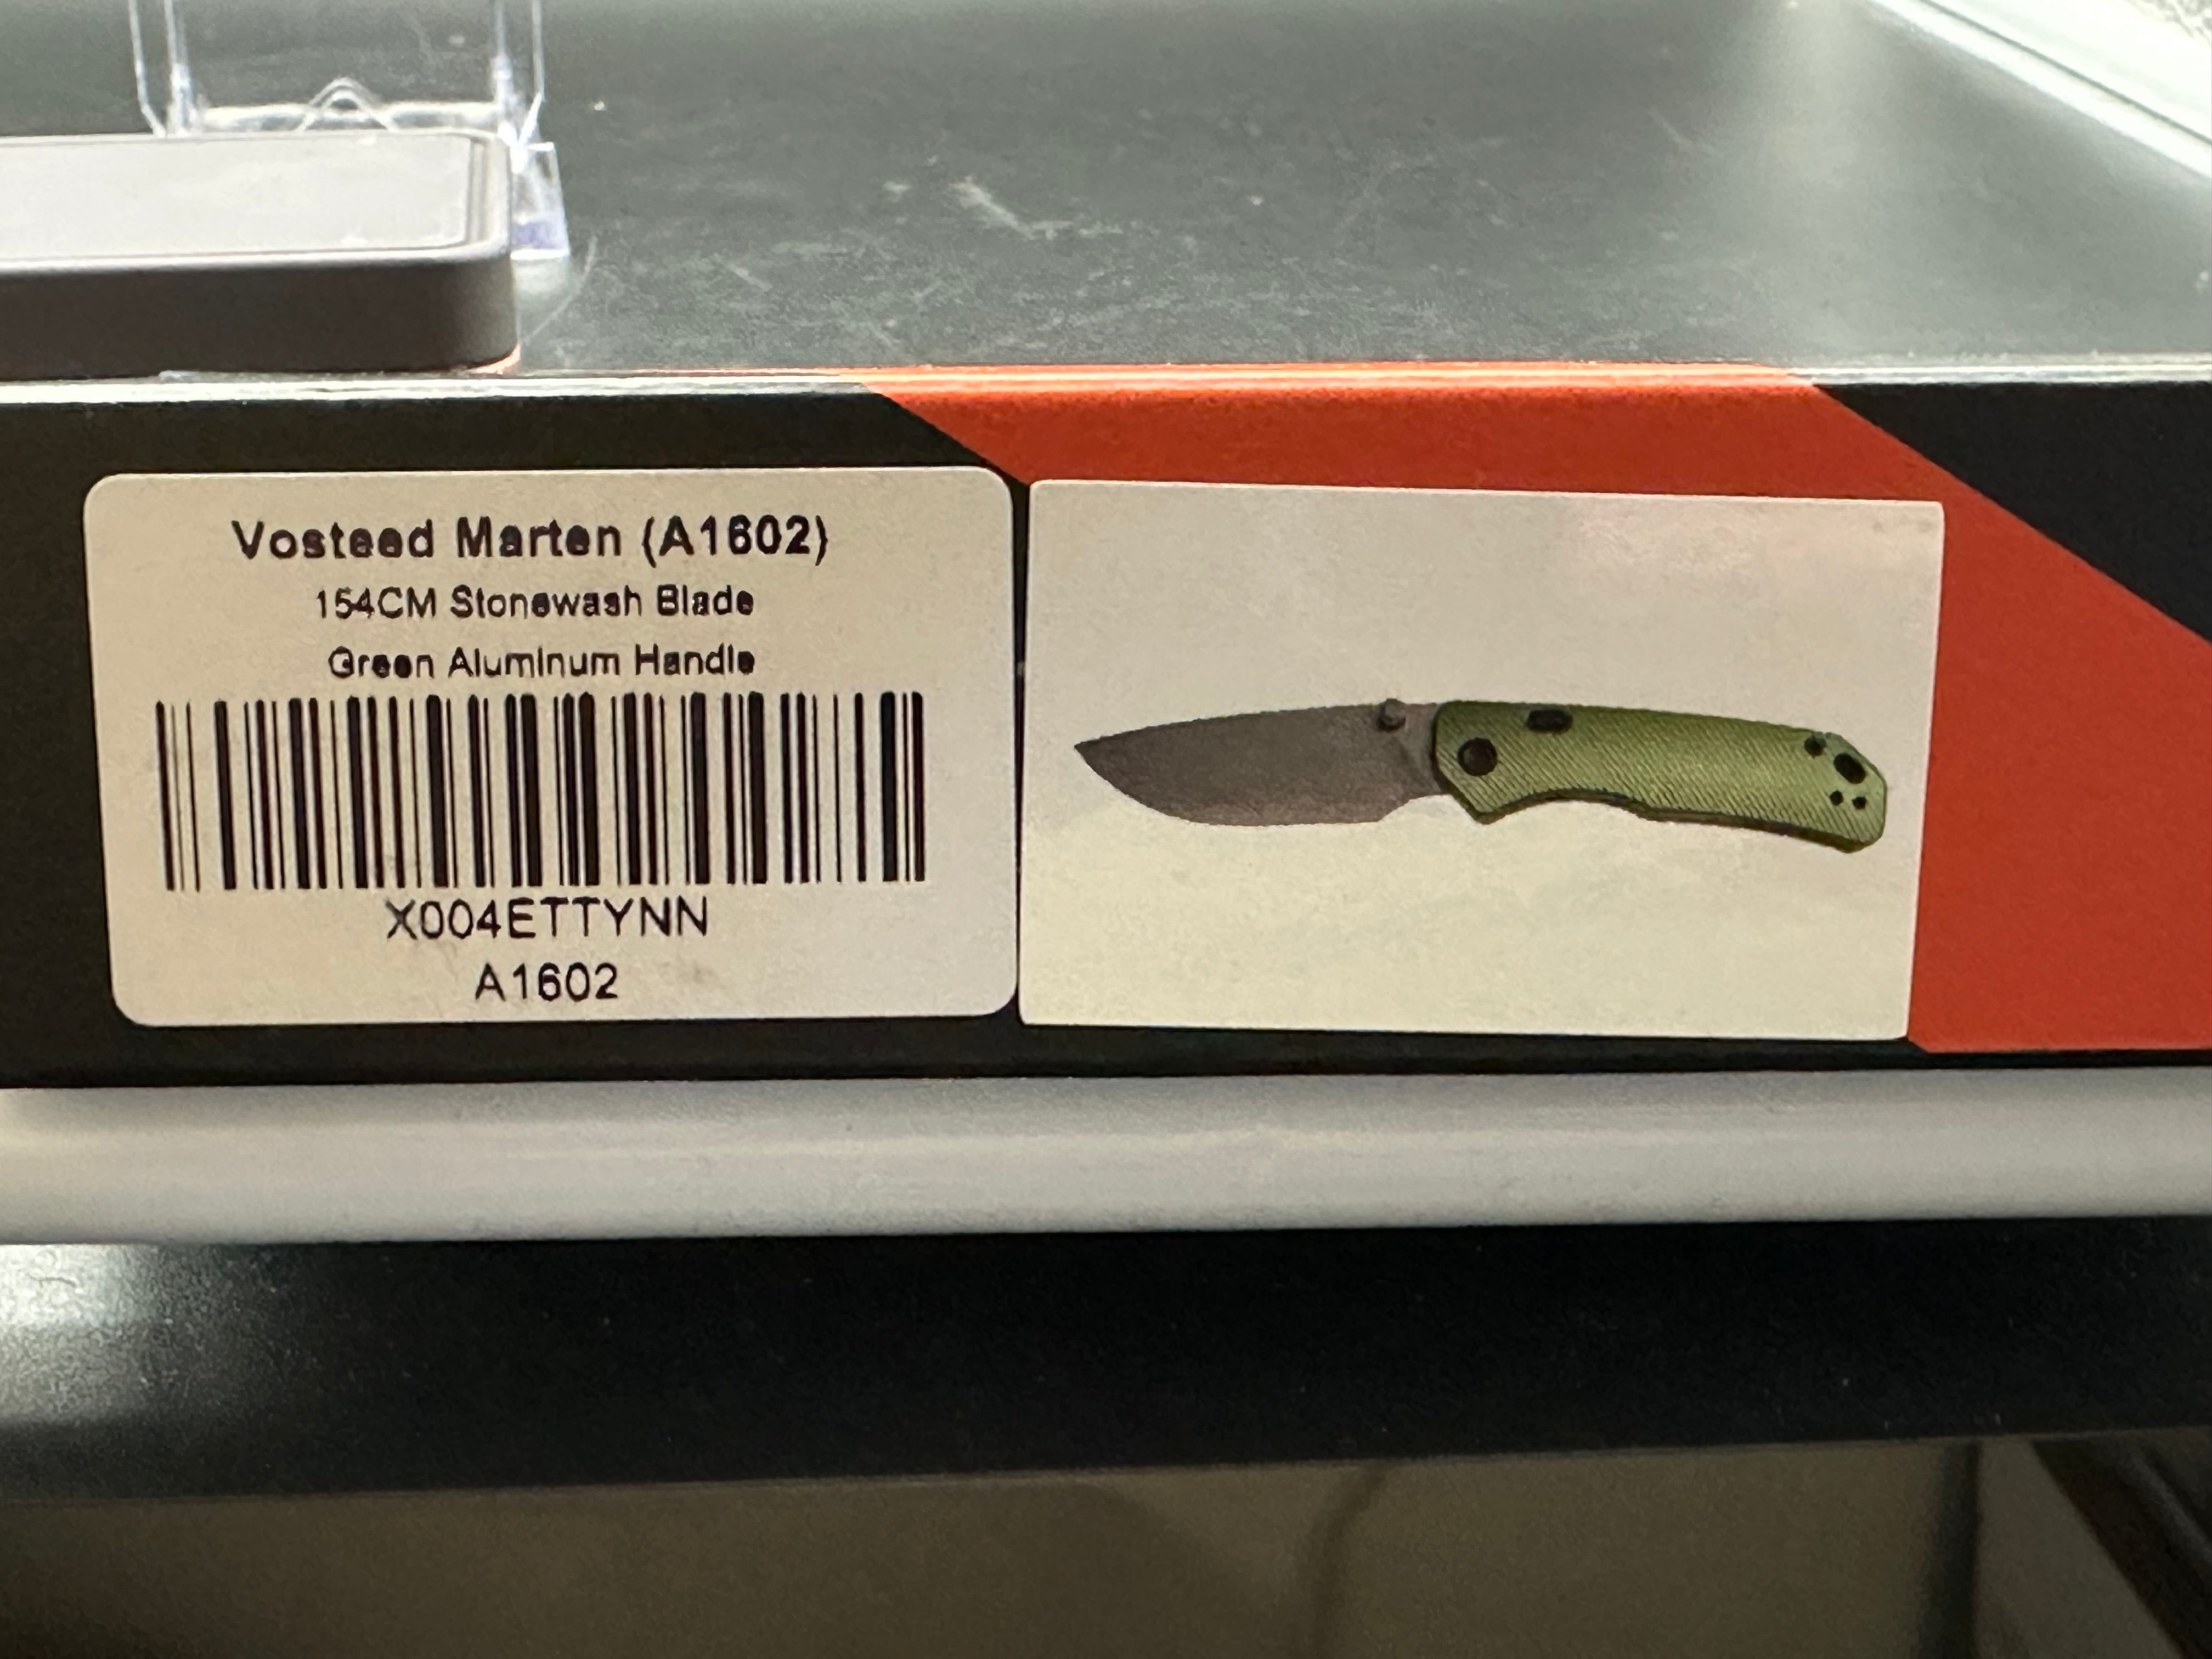 Vosteed Marten (A1602)
154CM Stonewash Blade
Green Aluminum Handle
X004ETTYNN
A1602